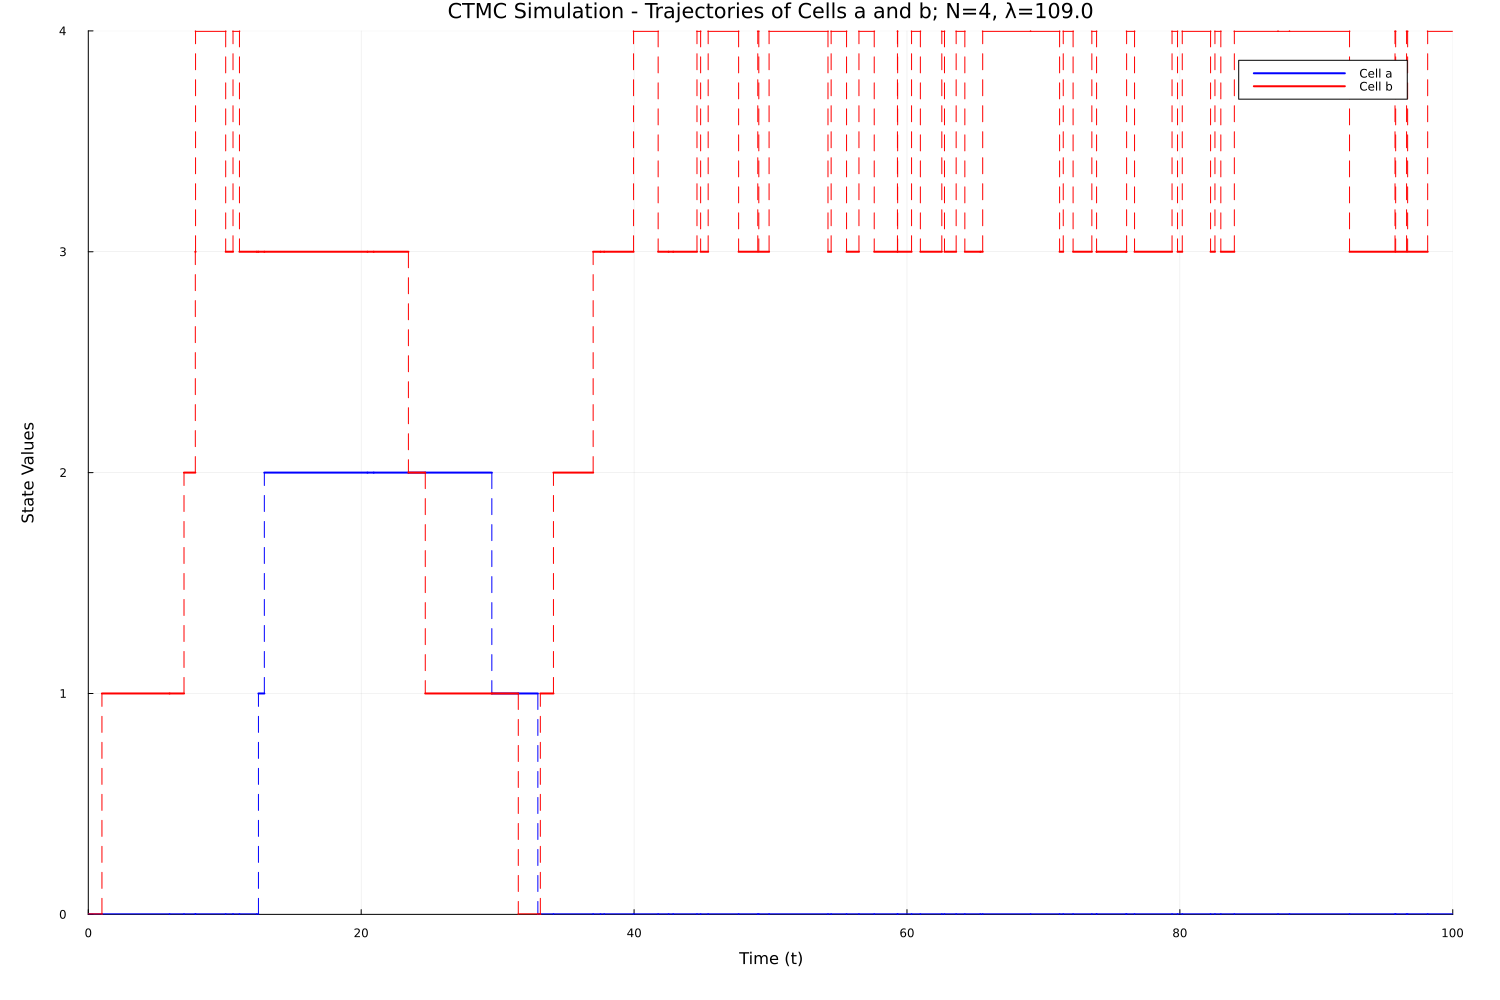 CTMC Simulation - Trajectories of Cells a and b; N=4, λ=109.0
4
Cell a
Cell b
3
State Values
2
1
0
0 20 40 60 80 100
Time (t)